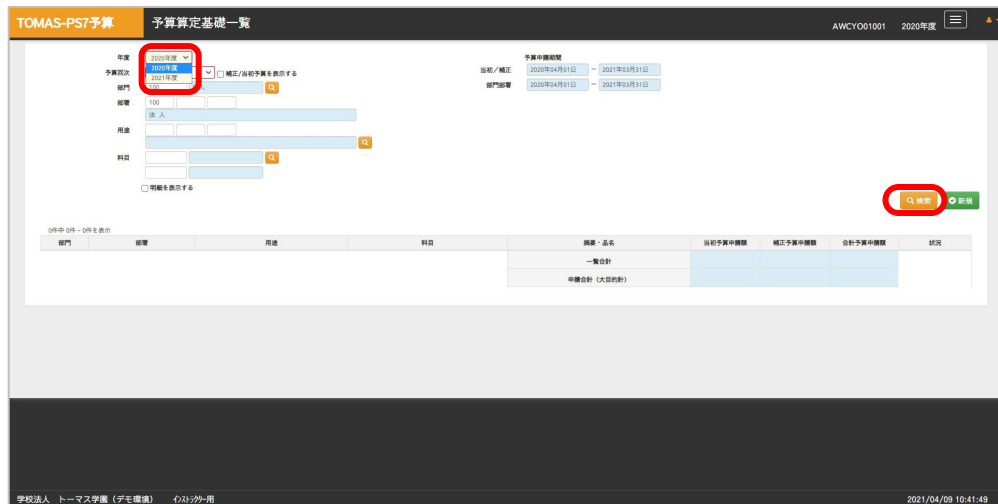 TOMAS-PS7予算 予算算定基礎一覧 AWCYO01001 2020年度
年度 2020年度 予算申請期間
2020年度
2021年度
予算回次 補正/当初予算を表示する 当初/補正 2020年04月01日 ー 2021年03月31日
部門 100 人 部門部署 2020年04月01日 ー 2021年03月31日
部署 100
法 人
用途
科目
明細を表示する
検索 新規
0件中 0件 - 0件を表示
部門 部署 用途 科目 摘要・品名 当初予算申請額 補正予算申請額 合計予算申請額 状況
一覧合計
申請合計 (大目的計)
学校法人 トーマス学園 (デモ環境) インストラクター用 2021/04/09 10:41:49